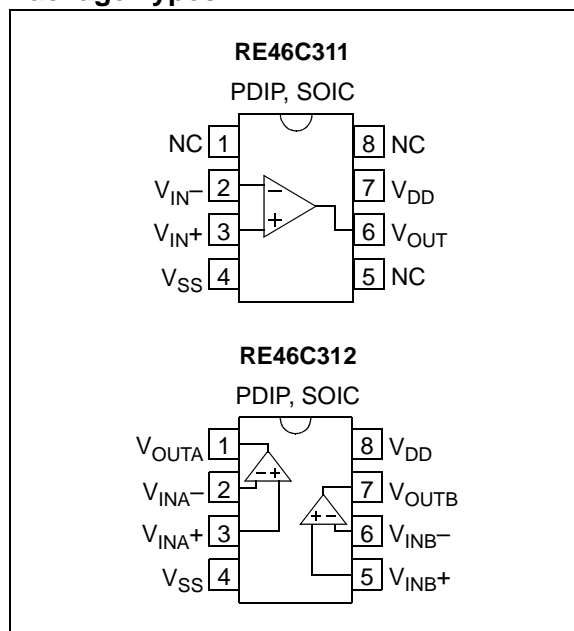 RE46C311
PDIP, SOIC
NC 1 8 NC
VIN– 2 7 VDD
– +
VIN+ 3 6 VOUT
VSS 4 5 NC
RE46C312
PDIP, SOIC
VOUTA 1 8 VDD
VINA– 2 –+ 7 VOUTB
VINA+ 3 +– 6 VINB–
VSS 4 5 VINB+